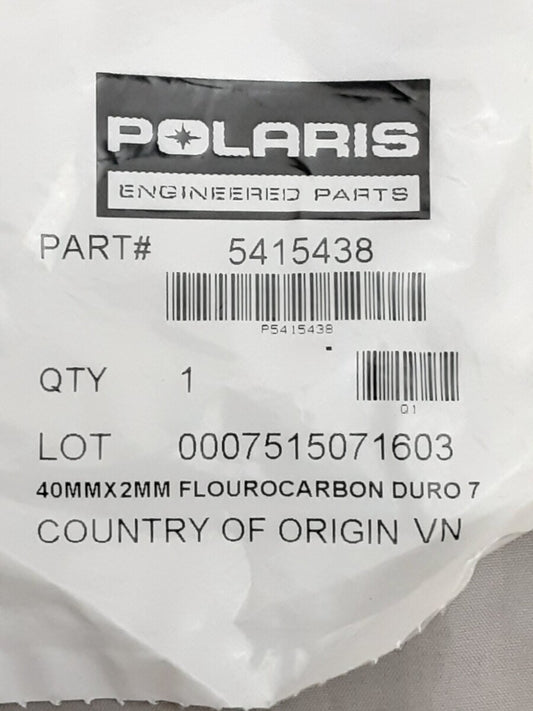 POLARIS
ENGINEERED PARTS
PART# 5415438
P5415438
QTY 1
Q1
LOT 0007515071603
40MMX2MM FLOUROCARBON DURO 7
COUNTRY OF ORIGIN VN